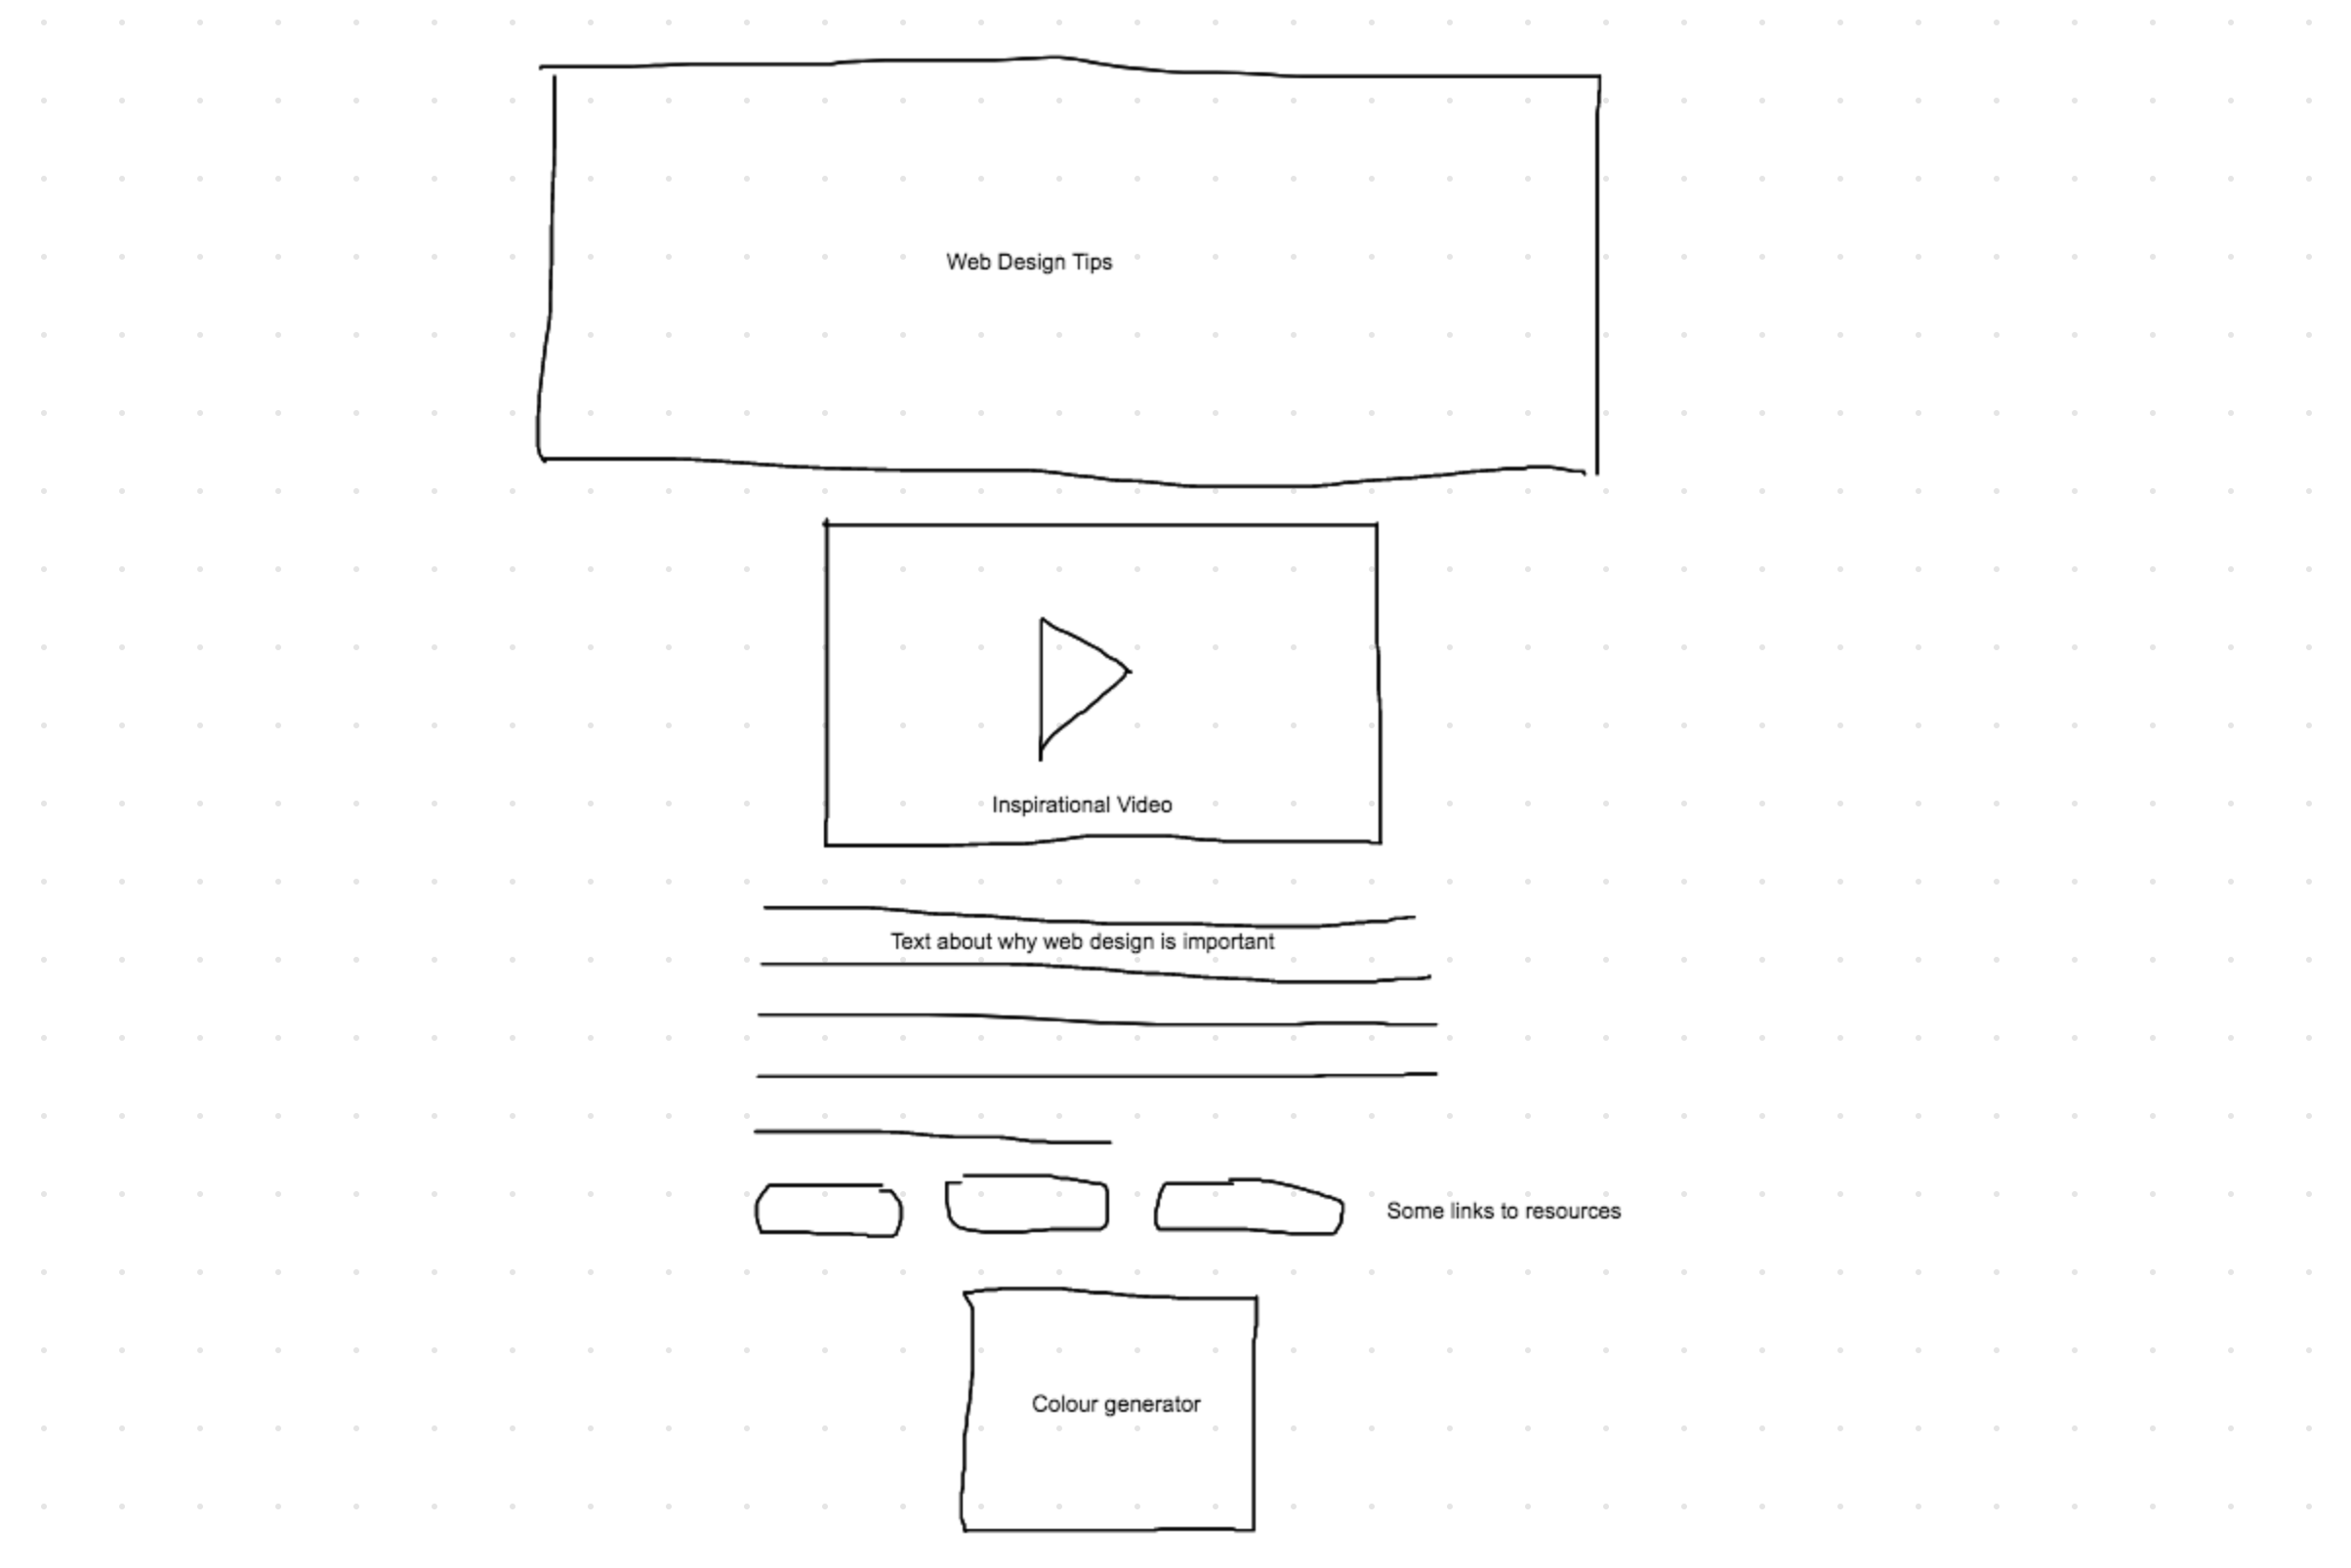 Web Design Tips
Inspirational Video
Text about why web design is important
Some links to resources
Colour generator